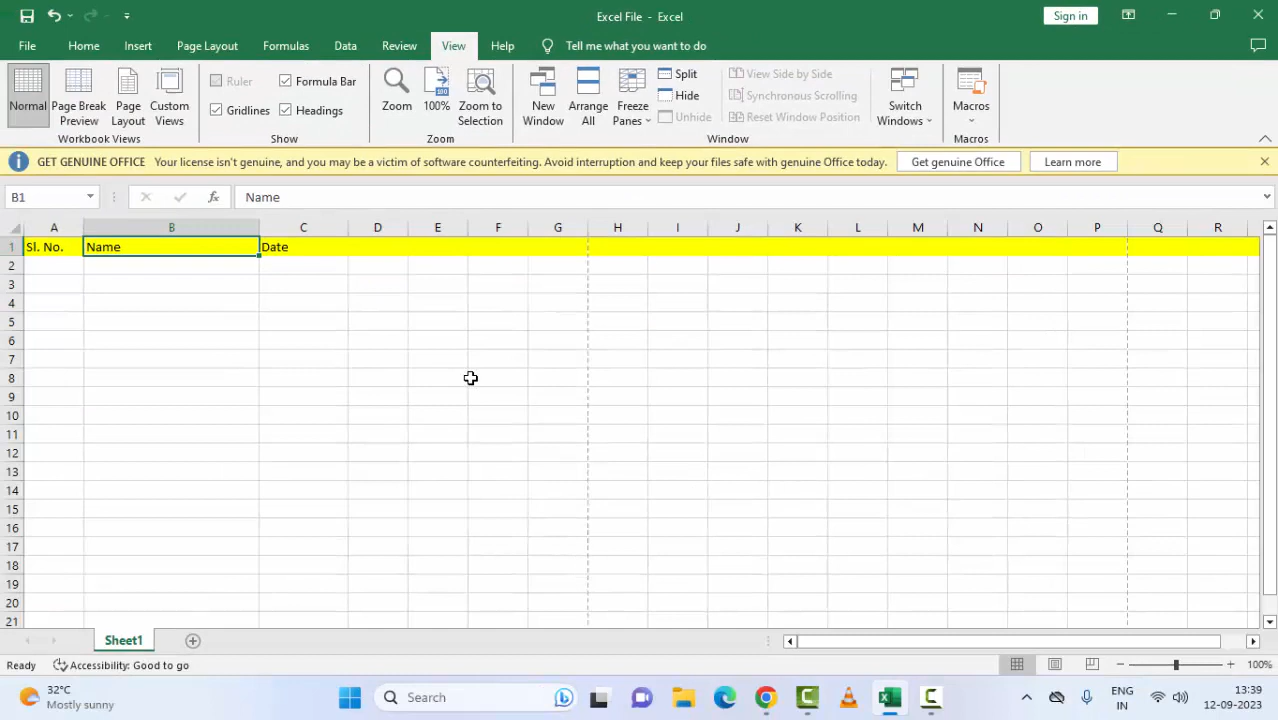 Excel File - Excel
Sign in
File Home Insert Page Layout Formulas Data Review View Help Tell me what you want to do
Normal
Page Break Preview
Page Layout
Custom Views
Ruler
Formula Bar
Gridlines
Headings
Zoom
100%
Zoom to Selection
New Window
Arrange All
Freeze Panes
Split
Hide
Unhide
View Side by Side
Synchronous Scrolling
Reset Window Position
Switch Windows
Macros
Workbook Views
Show
Zoom
Window
Macros
GET GENUINE OFFICE Your license isn't genuine, and you may be a victim of software counterfeiting. Avoid interruption and keep your files safe with genuine Office today. Get genuine Office Learn more
B1 fx Name
A B C D E F G H I J K L M N O P Q R
1 Sl. No. Name Date
2
3
4
5
6
7
8
9
10
11
12
13
14
15
16
17
18
19
20
21
Sheet1
Ready Accessibility: Good to go 100%
32°C
Mostly sunny
Search
ENG
IN
13:39
12-09-2023